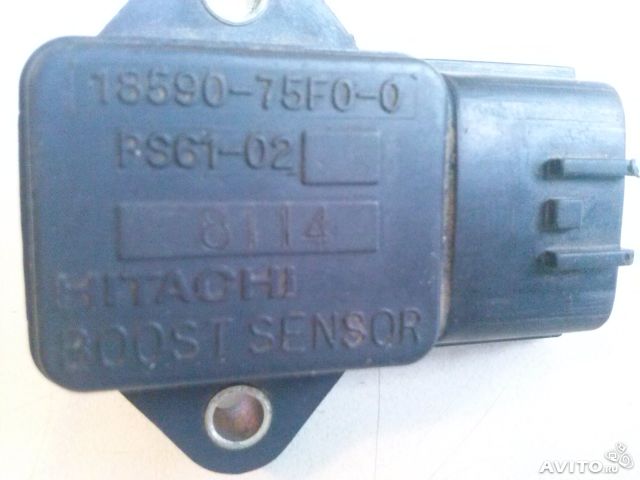 18590-75F0-0
PS61-02
8114
HITACHI
BOOST SENSOR
AVITO.ru